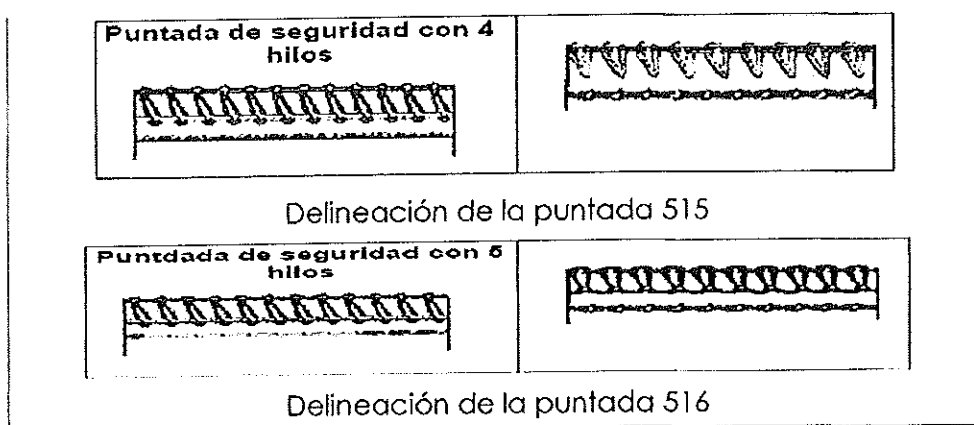 Puntada de seguridad con 4
hilos
Delineación de la puntada 515
Puntdada de seguridad con 5
hilos
Delineación de la puntada 516